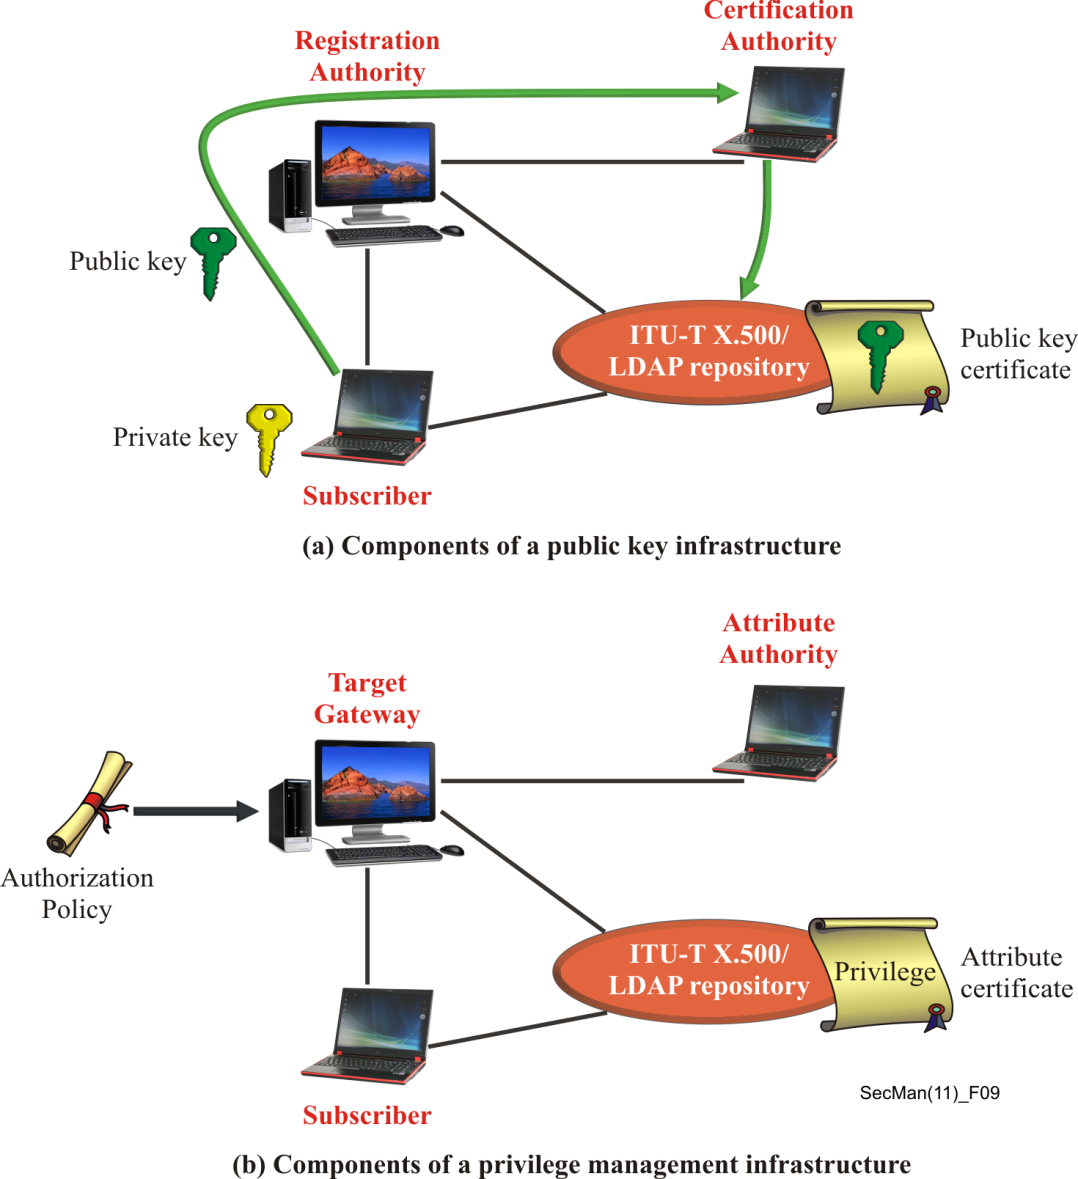 Certification
Authority
Registration
Authority
Public key
ITU-T X.500/
LDAP repository
Public key
certificate
Private key
Subscriber
(a) Components of a public key infrastructure
Attribute
Authority
Target
Gateway
Authorization
Policy
ITU-T X.500/
LDAP repository
Privilege
Attribute
certificate
Subscriber
SecMan(11)_F09
(b) Components of a privilege management infrastructure